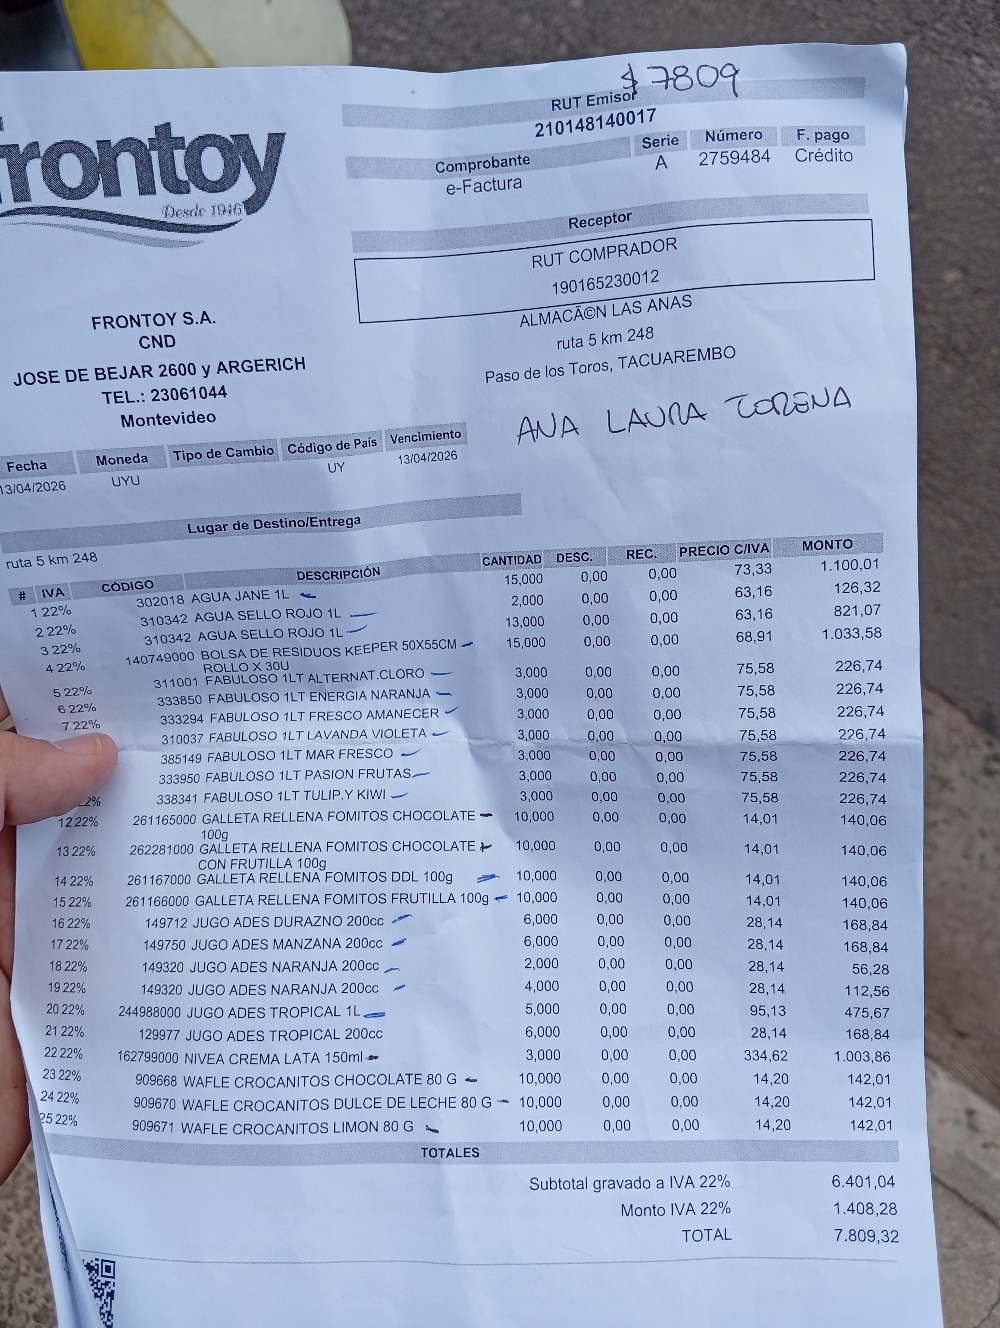 $ 7809
frontoy
Desde 1946
RUT Emisor
210148140017
Comprobante Serie Número F. pago
e-Factura A 2759484 Crédito
Receptor
RUT COMPRADOR
190165230012
ALMACÃ©N LAS ANAS
ruta 5 km 248
Paso de los Toros, TACUAREMBO
ANA LAURA TORENA
FRONTOY S.A.
CND
JOSE DE BEJAR 2600 y ARGERICH
TEL.: 23061044
Montevideo
Fecha Moneda Tipo de Cambio Código de País Vencimiento
13/04/2026 UYU UY 13/04/2026
Lugar de Destino/Entrega
ruta 5 km 248
# IVA CÓDIGO DESCRIPCIÓN CANTIDAD DESC. REC. PRECIO C/IVA MONTO
1 22% 302018 AGUA JANE 1L 15,000 0,00 0,00 73,33 1.100,01
2 22% 310342 AGUA SELLO ROJO 1L 2,000 0,00 0,00 63,16 126,32
3 22% 310342 AGUA SELLO ROJO 1L 13,000 0,00 0,00 63,16 821,07
4 22% 140749000 BOLSA DE RESIDUOS KEEPER 50X55CM 15,000 0,00 0,00 68,91 1.033,58
ROLLO X 30U
5 22% 311001 FABULOSO 1LT ALTERNAT.CLORO 3,000 0,00 0,00 75,58 226,74
6 22% 333850 FABULOSO 1LT ENERGIA NARANJA 3,000 0,00 0,00 75,58 226,74
7 22% 333294 FABULOSO 1LT FRESCO AMANECER 3,000 0,00 0,00 75,58 226,74
310037 FABULOSO 1LT LAVANDA VIOLETA 3,000 0,00 0,00 75,58 226,74
385149 FABULOSO 1LT MAR FRESCO 3,000 0,00 0,00 75,58 226,74
333950 FABULOSO 1LT PASION FRUTAS 3,000 0,00 0,00 75,58 226,74
2% 338341 FABULOSO 1LT TULIP.Y KIWI 3,000 0,00 0,00 75,58 226,74
12 22% 261165000 GALLETA RELLENA FOMITOS CHOCOLATE 10,000 0,00 0,00 14,01 140,06
100g
13 22% 262281000 GALLETA RELLENA FOMITOS CHOCOLATE 10,000 0,00 0,00 14,01 140,06
CON FRUTILLA 100g
14 22% 261167000 GALLETA RELLENA FOMITOS DDL 100g 10,000 0,00 0,00 14,01 140,06
15 22% 261166000 GALLETA RELLENA FOMITOS FRUTILLA 100g 10,000 0,00 0,00 14,01 140,06
16 22% 149712 JUGO ADES DURAZNO 200cc 6,000 0,00 0,00 28,14 168,84
17 22% 149750 JUGO ADES MANZANA 200cc 6,000 0,00 0,00 28,14 168,84
18 22% 149320 JUGO ADES NARANJA 200cc 2,000 0,00 0,00 28,14 56,28
19 22% 149320 JUGO ADES NARANJA 200cc 4,000 0,00 0,00 28,14 112,56
20 22% 244988000 JUGO ADES TROPICAL 1L 5,000 0,00 0,00 95,13 475,67
21 22% 129977 JUGO ADES TROPICAL 200cc 6,000 0,00 0,00 28,14 168,84
22 22% 162799000 NIVEA CREMA LATA 150ml 3,000 0,00 0,00 334,62 1.003,86
23 22% 909668 WAFLE CROCANITOS CHOCOLATE 80 G 10,000 0,00 0,00 14,20 142,01
24 22% 909670 WAFLE CROCANITOS DULCE DE LECHE 80 G 10,000 0,00 0,00 14,20 142,01
25 22% 909671 WAFLE CROCANITOS LIMON 80 G 10,000 0,00 0,00 14,20 142,01
TOTALES
Subtotal gravado a IVA 22% 6.401,04
Monto IVA 22% 1.408,28
TOTAL 7.809,32